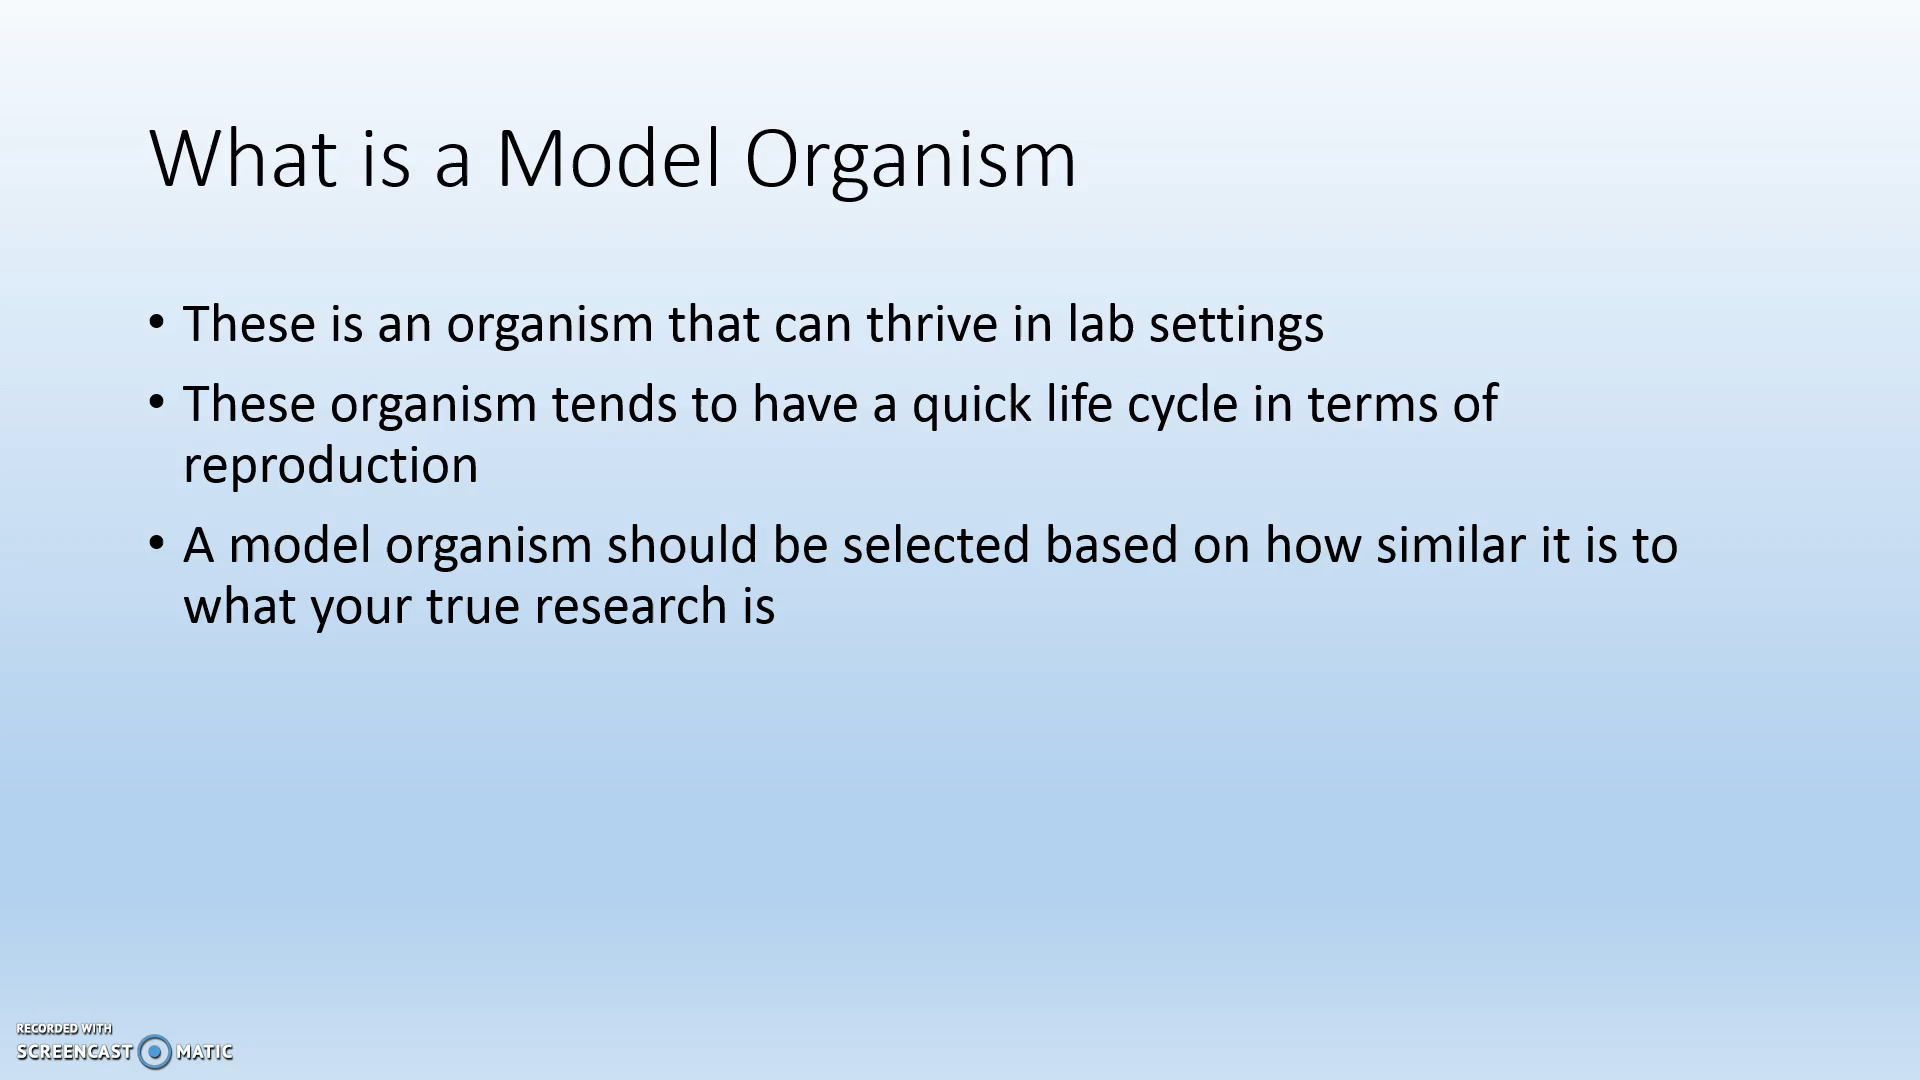 What is a Model Organism
• These is an organism that can thrive in lab settings
• These organism tends to have a quick life cycle in terms of
reproduction
• A model organism should be selected based on how similar it is to
what your true research is
RECORDED WITH
SCREENCAST MATIC